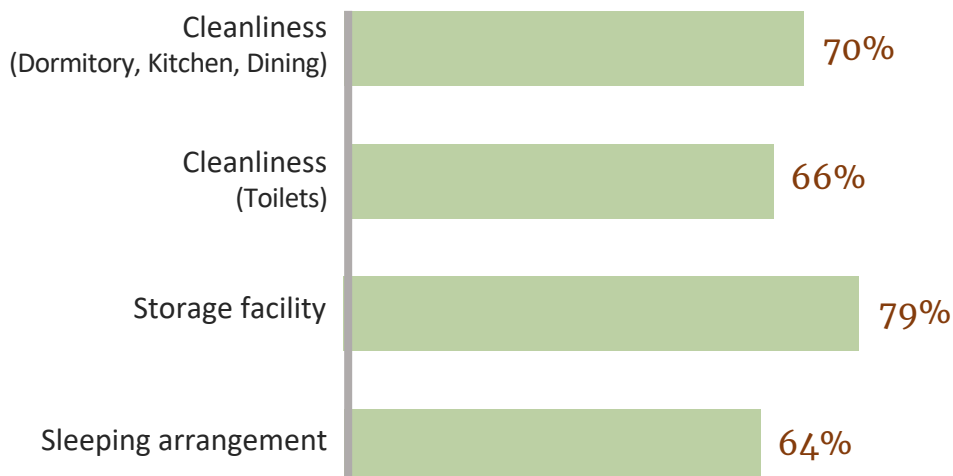 Cleanliness
(Dormitory, Kitchen, Dining)
70%
Cleanliness
(Toilets)
66%
Storage facility
79%
Sleeping arrangement
64%